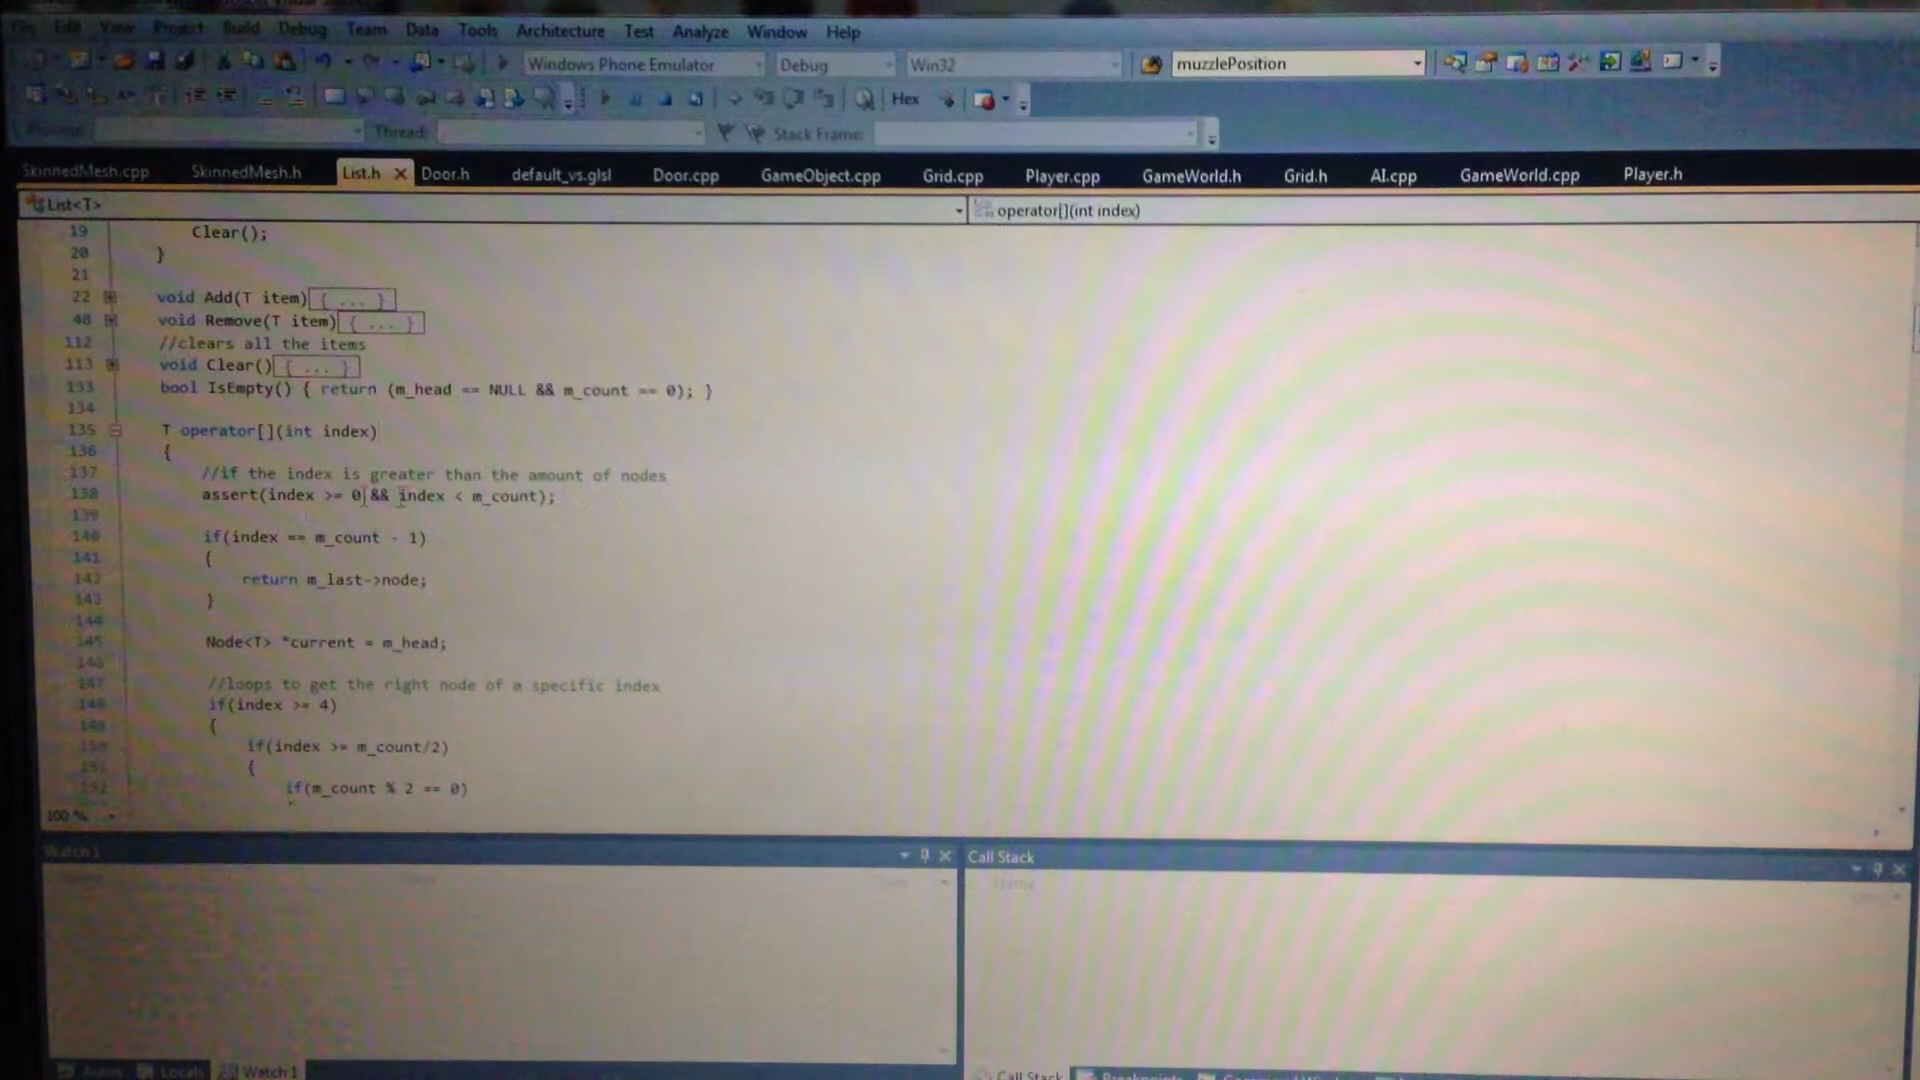 File Edit View Project Build Debug Team Data Tools Architecture Test Analyze Window Help
Windows Phone Emulator Debug Win32 muzzlePosition
Hex
Process: Thread: Stack Frame:
SkinnedMesh.cpp SkinnedMesh.h List.h Door.h default_vs.glsl Door.cpp GameObject.cpp Grid.cpp Player.cpp GameWorld.h Grid.h AI.cpp GameWorld.cpp Player.h
List<T> operator[](int index)
19 Clear();
20 }
21
22 void Add(T item){ ... }
48 void Remove(T item){ ... }
112 //clears all the items
113 void Clear(){ ... }
133 bool IsEmpty() { return (m_head == NULL && m_count == 0); }
134
135 T operator[](int index)
136 {
137 //if the index is greater than the amount of nodes
138 assert(index >= 0 && index < m_count);
139
140 if(index == m_count - 1)
141 {
142 return m_last->node;
143 }
144
145 Node<T> *current = m_head;
146
147 //loops to get the right node of a specific index
148 if(index >= 4)
149 {
150 if(index >= m_count/2)
151 {
152 if(m_count % 2 == 0)
100 %
Watch 1 Call Stack
Name
Autos Locals Watch 1 Call Stack Breakpoints